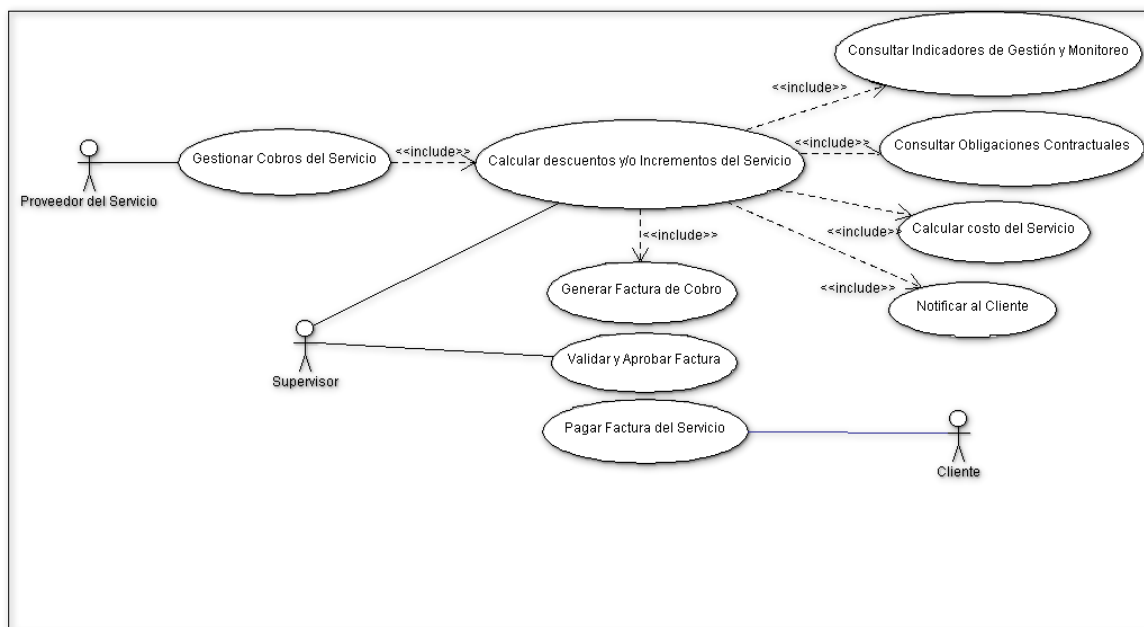 Consultar Indicadores de Gestión y Monitoreo
<<include>>
Consultar Obligaciones Contractuales
<<include>>
Gestionar Cobros del Servicio
<<include>>
Calcular descuentos y/o Incrementos del Servicio
Proveedor del Servicio
<<include>>
<<include>>
Calcular costo del Servicio
Generar Factura de Cobro
<<include>>
Notificar al Cliente
Supervisor
Validar y Aprobar Factura
Pagar Factura del Servicio
Cliente